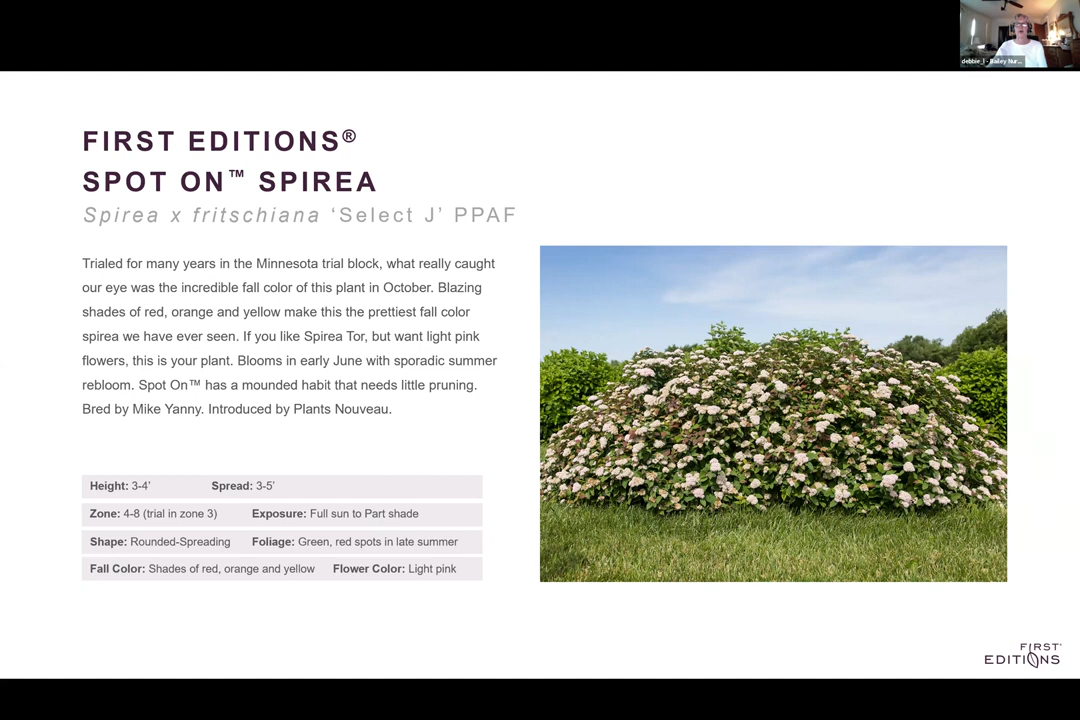 debbie_l - Bailey Nur...
FIRST EDITIONS®
SPOT ON™ SPIREA
Spirea x fritschiana ‘Select J’ PPAF
Trialed for many years in the Minnesota trial block, what really caught
our eye was the incredible fall color of this plant in October. Blazing
shades of red, orange and yellow make this the prettiest fall color
spirea we have ever seen. If you like Spirea Tor, but want light pink
flowers, this is your plant. Blooms in early June with sporadic summer
rebloom. Spot On™ has a mounded habit that needs little pruning.
Bred by Mike Yanny. Introduced by Plants Nouveau.
Height: 3-4’ Spread: 3-5’
Zone: 4-8 (trial in zone 3) Exposure: Full sun to Part shade
Shape: Rounded-Spreading Foliage: Green, red spots in late summer
Fall Color: Shades of red, orange and yellow Flower Color: Light pink
FIRST
EDITIONS